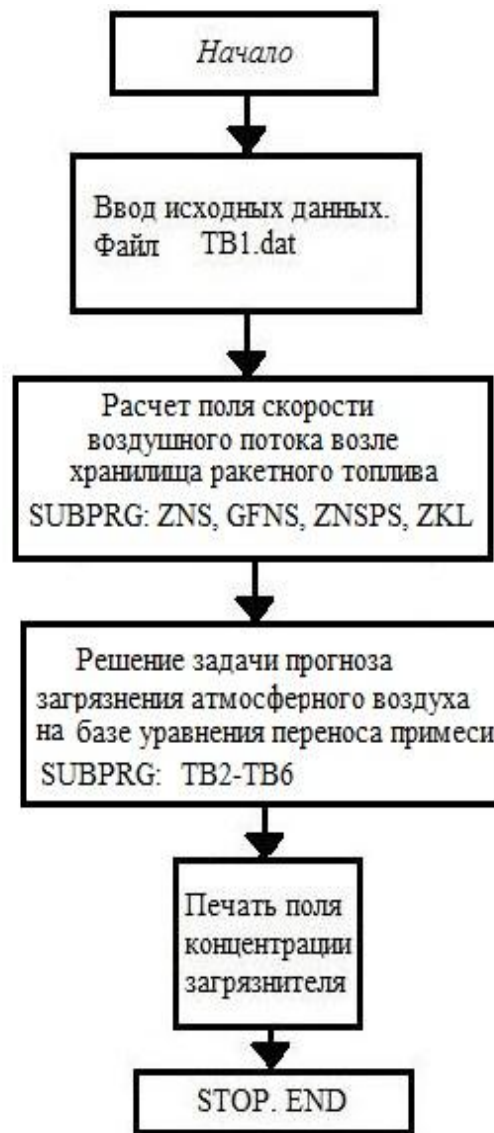 Начало
Ввод исходных данных.
Файл TB1.dat
Расчет поля скорости
воздушного потока возле
хранилища ракетного топлива
SUBPRG: ZNS, GFNS, ZNSPS, ZKL
Решение задачи прогноза
загрязнения атмосферного воздуха
на базе уравнения переноса примеси
SUBPRG: TB2-TB6
Печать поля
концентрации
загрязнителя
STOP. END